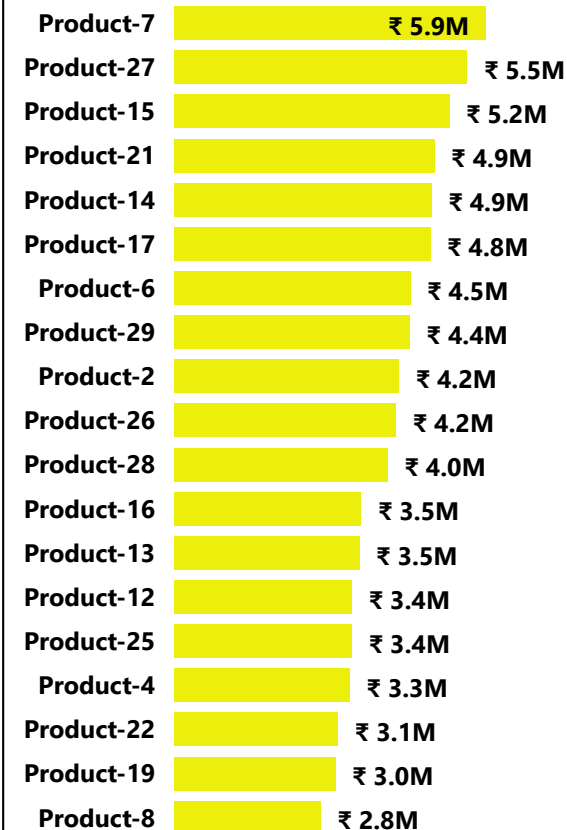 Product-7 ₹ 5.9M
Product-27 ₹ 5.5M
Product-15 ₹ 5.2M
Product-21 ₹ 4.9M
Product-14 ₹ 4.9M
Product-17 ₹ 4.8M
Product-6 ₹ 4.5M
Product-29 ₹ 4.4M
Product-2 ₹ 4.2M
Product-26 ₹ 4.2M
Product-28 ₹ 4.0M
Product-16 ₹ 3.5M
Product-13 ₹ 3.5M
Product-12 ₹ 3.4M
Product-25 ₹ 3.4M
Product-4 ₹ 3.3M
Product-22 ₹ 3.1M
Product-19 ₹ 3.0M
Product-8 ₹ 2.8M